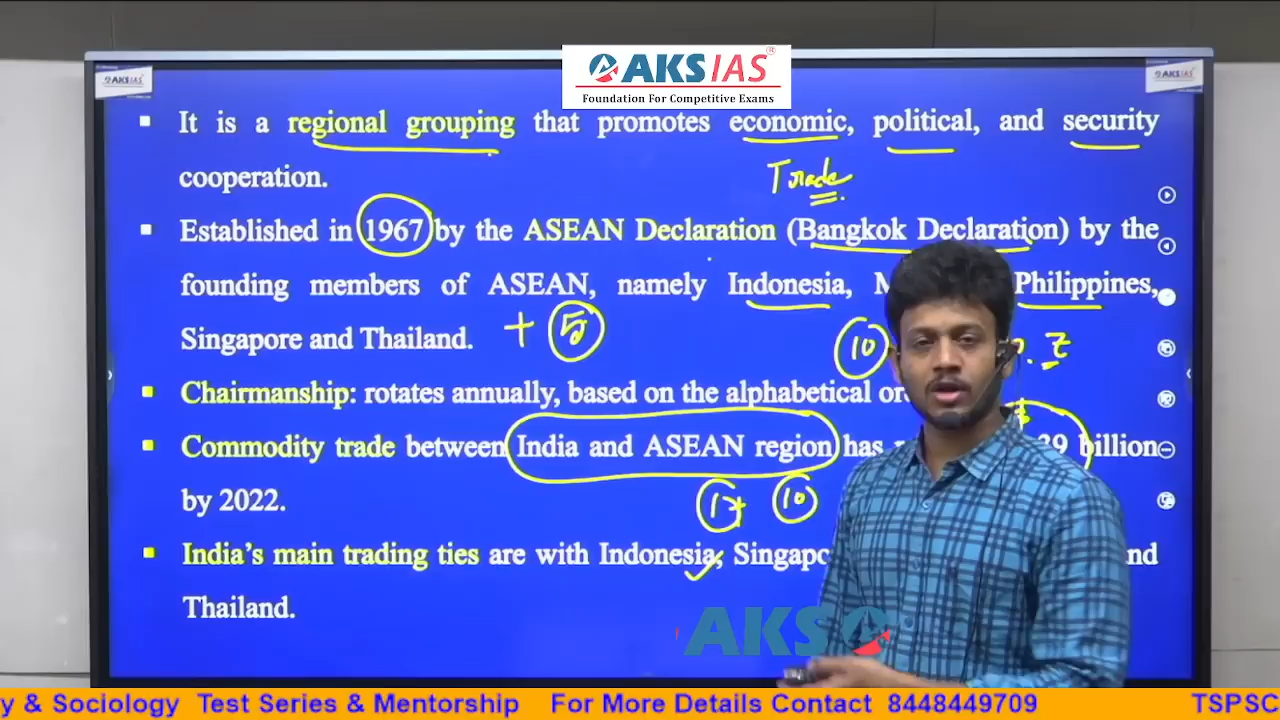 AKS IAS
AKS IAS ®
Foundation For Competitive Exams
AKS IAS
▪ It is a regional grouping that promotes economic, political, and security
cooperation.
Trade
▪ Established in 1967 by the ASEAN Declaration (Bangkok Declaration) by the
founding members of ASEAN, namely Indonesia, M Philippines,
Singapore and Thailand. + 5 10 Z
▪ Chairmanship: rotates annually, based on the alphabetical or
▪ Commodity trade between India and ASEAN region has 39 billion
by 2022.
10
▪ India's main trading ties are with Indonesia, Singapo nd
Thailand.
AKS
y & Sociology Test Series & Mentorship For More Details Contact 8448449709 TSPSC